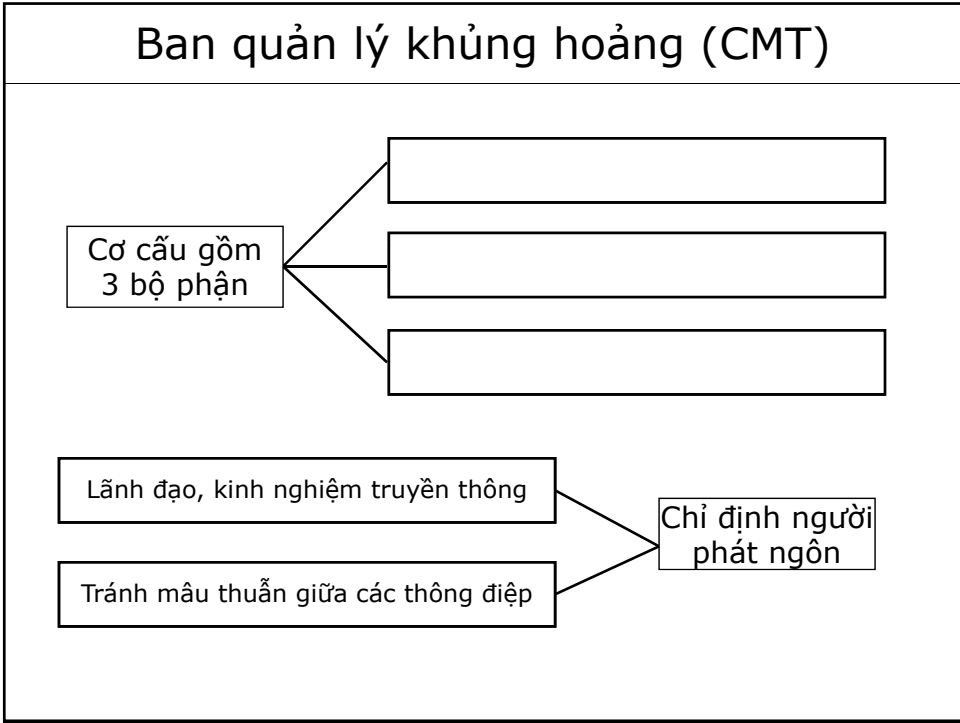 Ban quản lý khủng hoảng (CMT)
Cơ cấu gồm
3 bộ phận
Lãnh đạo, kinh nghiệm truyền thông
Chỉ định người
phát ngôn
Tránh mâu thuẫn giữa các thông điệp